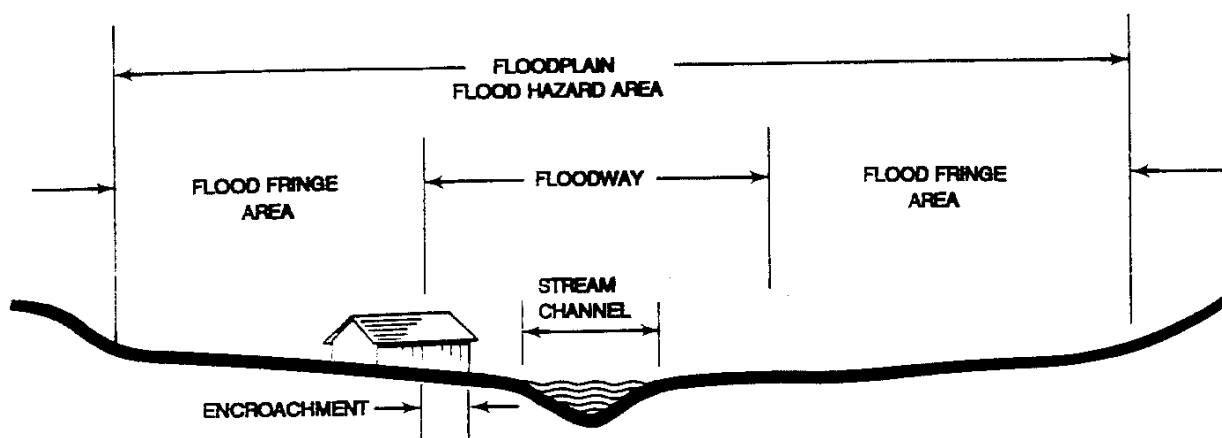 FLOODPLAIN
FLOOD HAZARD AREA
FLOOD FRINGE
AREA
FLOODWAY
FLOOD FRINGE
AREA
STREAM
CHANNEL
ENCROACHMENT